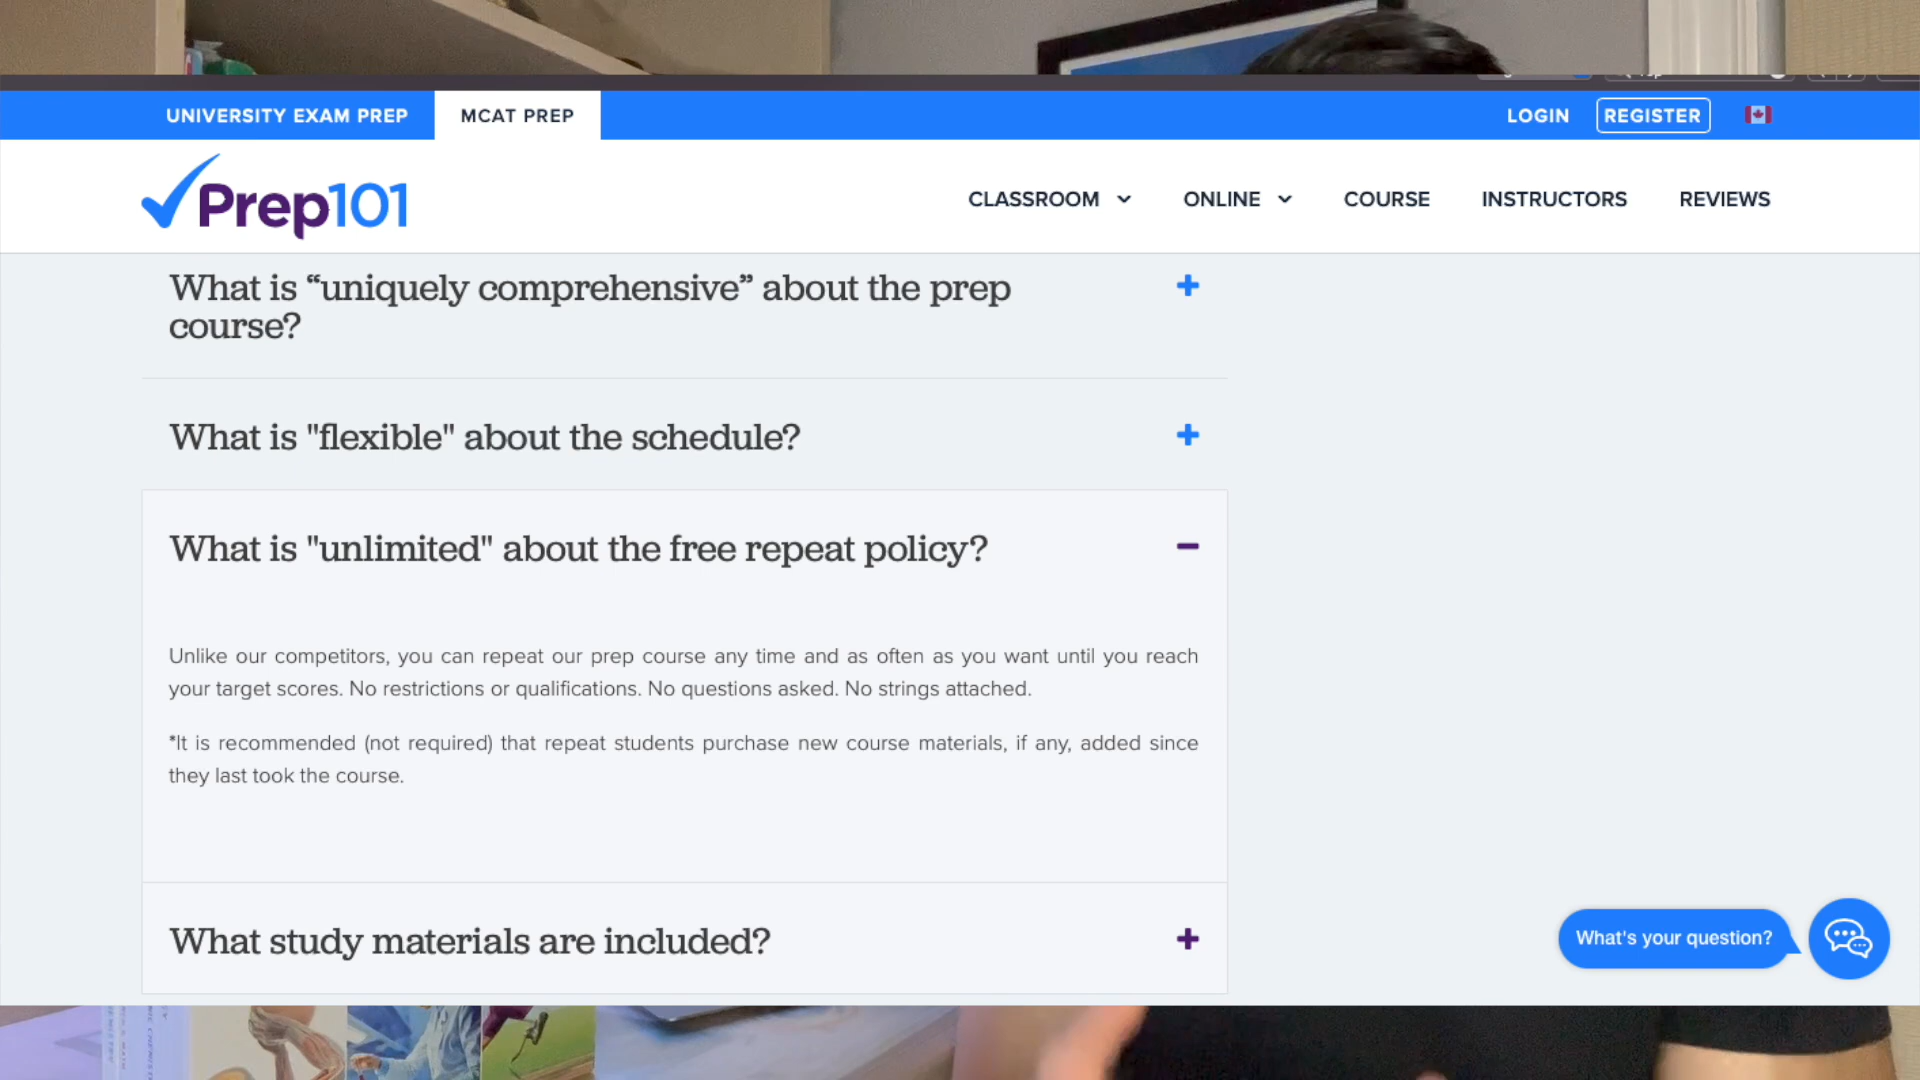 UNIVERSITY EXAM PREP
MCAT PREP
LOGIN
REGISTER
Prep101
CLASSROOM
ONLINE
COURSE
INSTRUCTORS
REVIEWS
What is “uniquely comprehensive” about the prep
course?
What is "flexible" about the schedule?
What is "unlimited" about the free repeat policy?
Unlike our competitors, you can repeat our prep course any time and as often as you want until you reach
your target scores. No restrictions or qualifications. No questions asked. No strings attached.
*It is recommended (not required) that repeat students purchase new course materials, if any, added since
they last took the course.
What study materials are included?
What's your question?